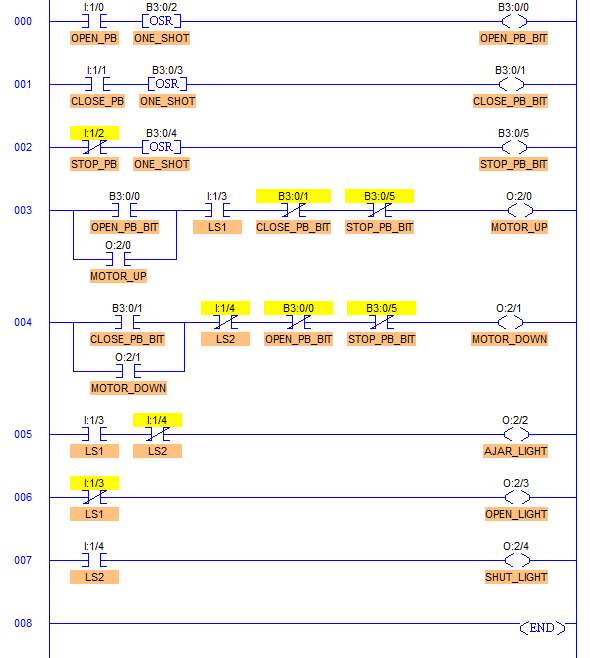 I:1/0 B3:0/2 B3:0/0
000 OSR
OPEN_PB ONE_SHOT OPEN_PB_BIT
I:1/1 B3:0/3 B3:0/1
001 OSR
CLOSE_PB ONE_SHOT CLOSE_PB_BIT
I:1/2 B3:0/4 B3:0/5
002 OSR
STOP_PB ONE_SHOT STOP_PB_BIT
B3:0/0 I:1/3 B3:0/1 B3:0/5 O:2/0
003
OPEN_PB_BIT LS1 CLOSE_PB_BIT STOP_PB_BIT MOTOR_UP
O:2/0
MOTOR_UP
B3:0/1 I:1/4 B3:0/0 B3:0/5 O:2/1
004
CLOSE_PB_BIT LS2 OPEN_PB_BIT STOP_PB_BIT MOTOR_DOWN
O:2/1
MOTOR_DOWN
I:1/3 I:1/4 O:2/2
005
LS1 LS2 AJAR_LIGHT
I:1/3 O:2/3
006
LS1 OPEN_LIGHT
I:1/4 O:2/4
007
LS2 SHUT_LIGHT
008 END